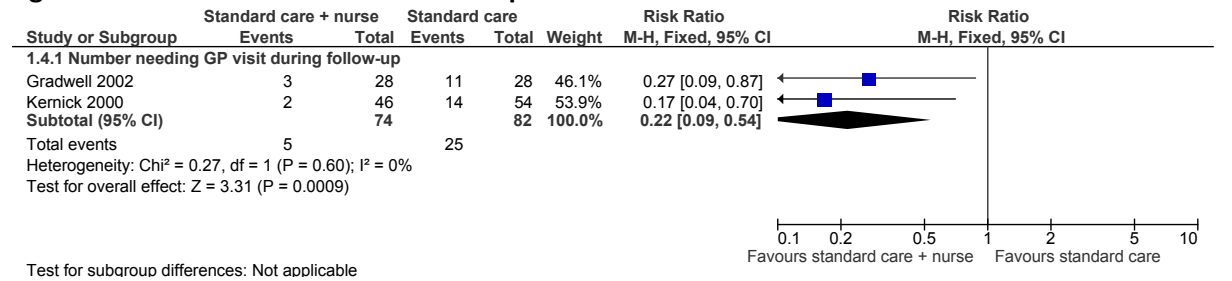 Standard care + nurse Standard care Risk Ratio Risk Ratio
Study or Subgroup Events Total Events Total Weight M-H, Fixed, 95% CI M-H, Fixed, 95% CI
1.4.1 Number needing GP visit during follow-up
Gradwell 2002 3 28 11 28 46.1% 0.27 [0.09, 0.87]
Kernick 2000 2 46 14 54 53.9% 0.17 [0.04, 0.70]
Subtotal (95% CI) 74 82 100.0% 0.22 [0.09, 0.54]
Total events 5 25
Heterogeneity: Chi² = 0.27, df = 1 (P = 0.60); I² = 0%
Test for overall effect: Z = 3.31 (P = 0.0009)
0.1 0.2 0.5 1 2 5 10
Favours standard care + nurse Favours standard care
Test for subgroup differences: Not applicable